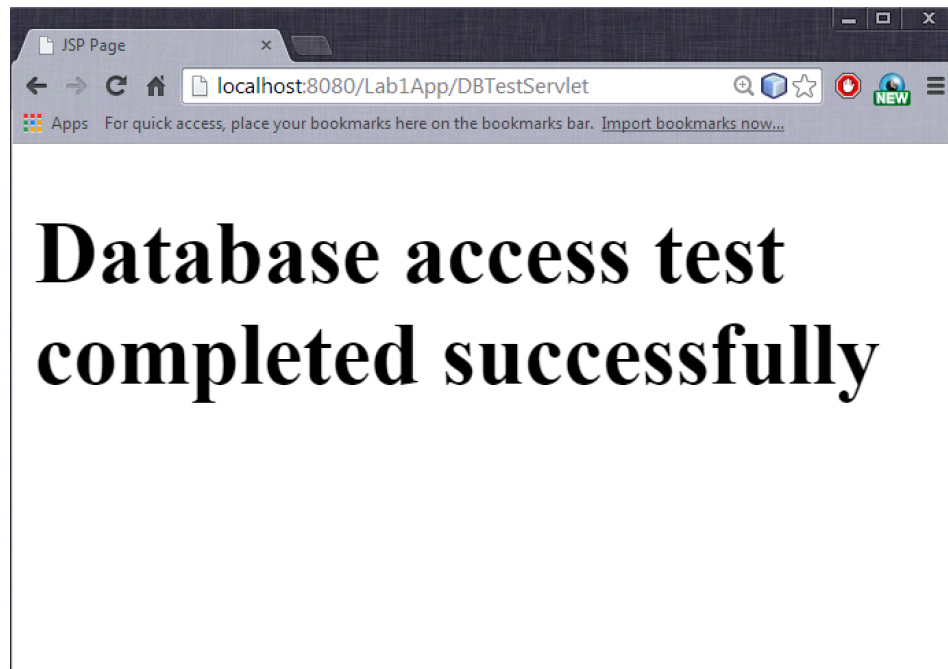 JSP Page
localhost:8080/Lab1App/DBTestServlet
NEW
Apps For quick access, place your bookmarks here on the bookmarks bar. Import bookmarks now...
Database access test
completed successfully